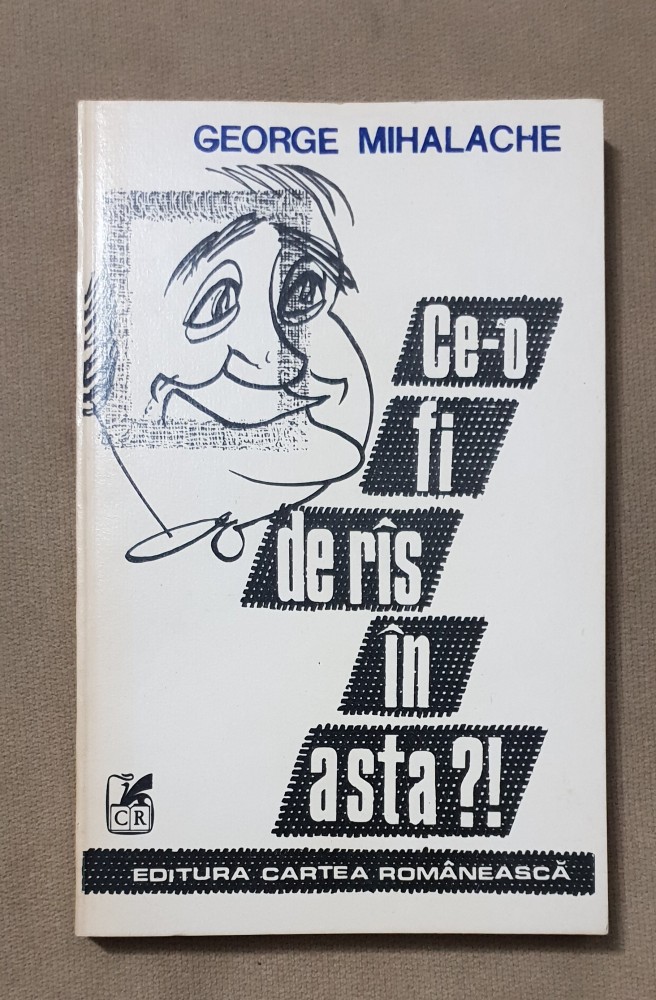 GEORGE MIHALACHE
Ce-o
fi
de rîs
în
asta?!
CR
EDITURA CARTEA ROMÂNEASCĂ